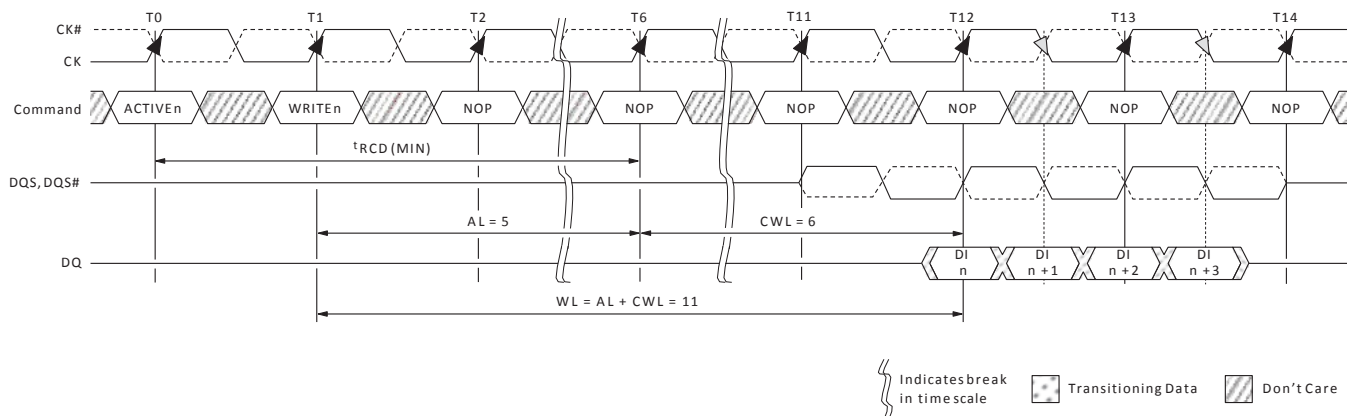 T0 T1 T2 T6 T11 T12 T13 T14
CK#
CK
Command ACTIVEn WRITEn NOP NOP NOP NOP NOP NOP
tRCD (MIN)
DQS, DQS#
AL = 5 CWL = 6
DQ DI n DI n + 1 DI n + 2 DI n + 3
WL = AL + CWL = 11
Indicates break in time scale
Transitioning Data
Don't Care